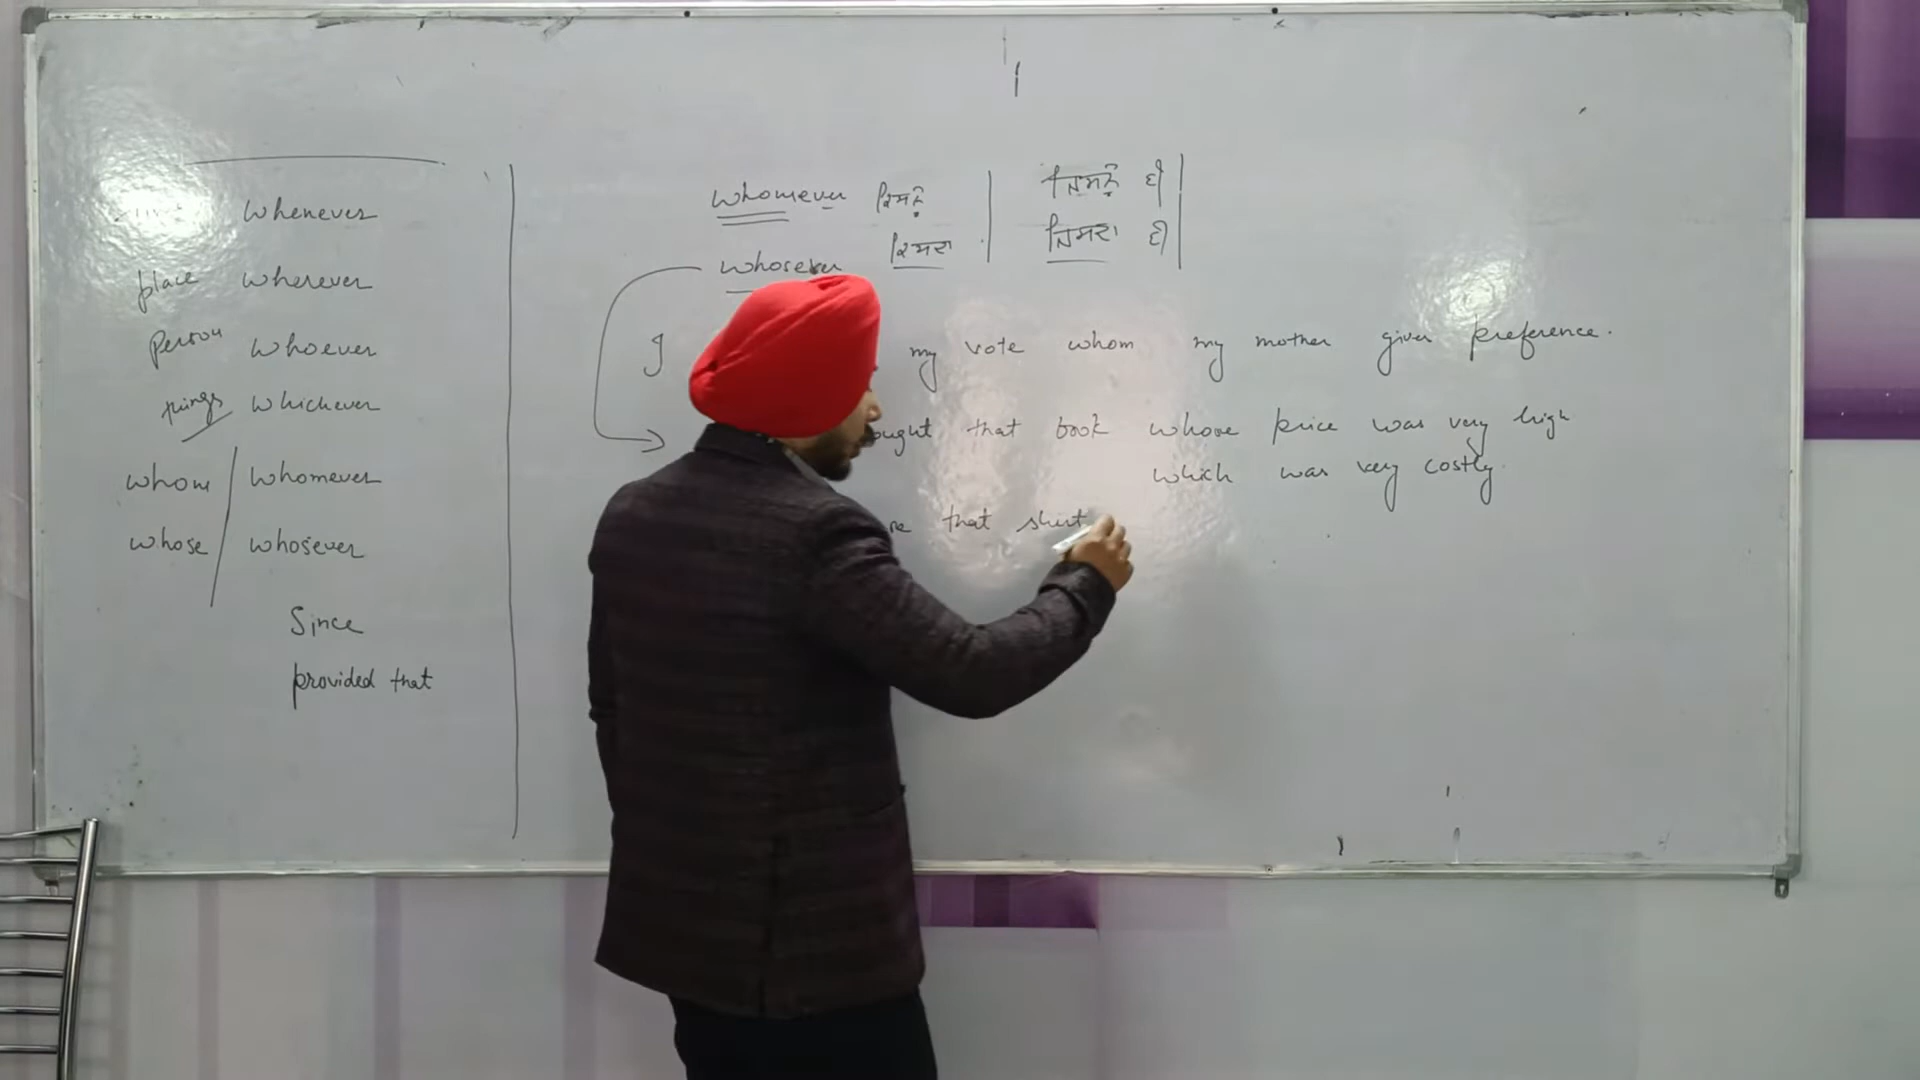 whenever
place wherever
Person whoever
things whichever
whom whomever
whose whosever
Since
provided that
whomever ਕਿਸਨੂੰ ਜਿਸਨੂੰ ਵੀ
whosever ਕਿਸਦਾ ਜਿਸਦਾ ਵੀ
I my vote whom my mother gives preference.
that book whose price was very high
which was very costly.
that shirt